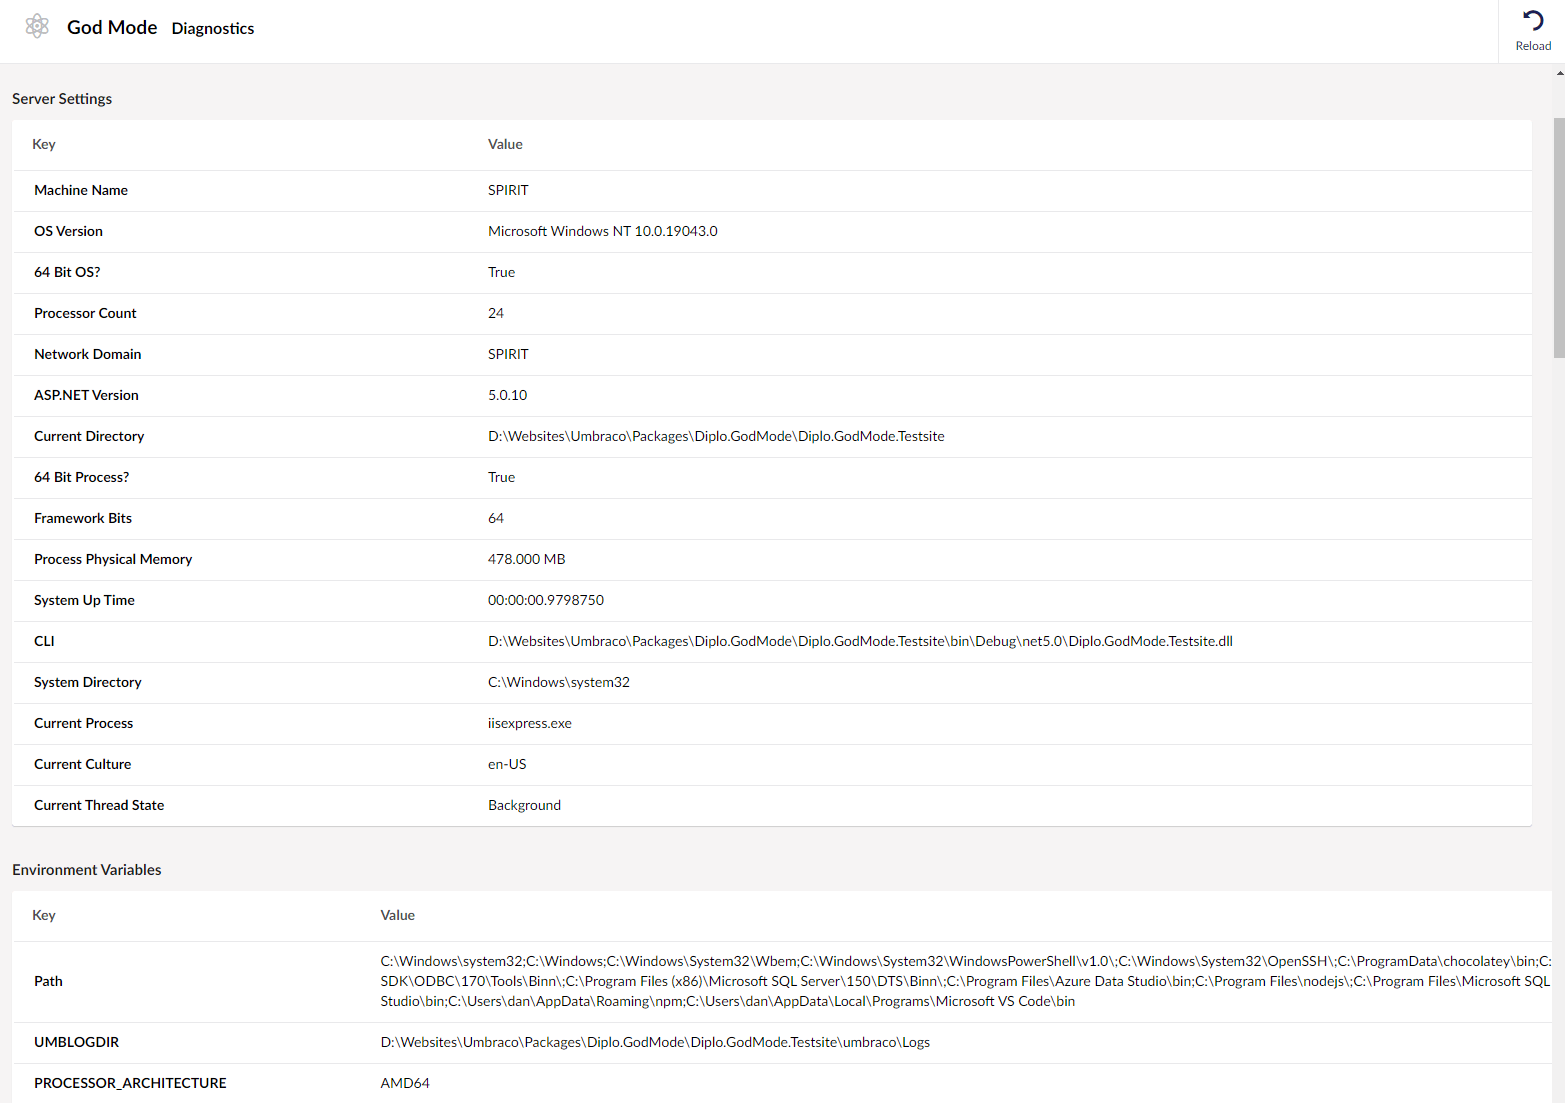 God Mode Diagnostics
Reload
Server Settings
Key Value
Machine Name SPIRIT
OS Version Microsoft Windows NT 10.0.19043.0
64 Bit OS? True
Processor Count 24
Network Domain SPIRIT
ASP.NET Version 5.0.10
Current Directory D:\Websites\Umbraco\Packages\Diplo.GodMode\Diplo.GodMode.Testsite
64 Bit Process? True
Framework Bits 64
Process Physical Memory 478.000 MB
System Up Time 00:00:00.9798750
CLI D:\Websites\Umbraco\Packages\Diplo.GodMode\Diplo.GodMode.Testsite\bin\Debug\net5.0\Diplo.GodMode.Testsite.dll
System Directory C:\Windows\system32
Current Process iisexpress.exe
Current Culture en-US
Current Thread State Background
Environment Variables
Key Value
C:\Windows\system32;C:\Windows;C:\Windows\System32\Wbem;C:\Windows\System32\WindowsPowerShell\v1.0\;C:\Windows\System32\OpenSSH\;C:\ProgramData\chocolatey\bin;C:
Path SDK\ODBC\170\Tools\Binn\;C:\Program Files (x86)\Microsoft SQL Server\150\DTS\Binn\;C:\Program Files\Azure Data Studio\bin;C:\Program Files\nodejs\;C:\Program Files\Microsoft SQL
Studio\bin;C:\Users\dan\AppData\Roaming\npm;C:\Users\dan\AppData\Local\Programs\Microsoft VS Code\bin
UMBLOGDIR D:\Websites\Umbraco\Packages\Diplo.GodMode\Diplo.GodMode.Testsite\umbraco\Logs
PROCESSOR_ARCHITECTURE AMD64